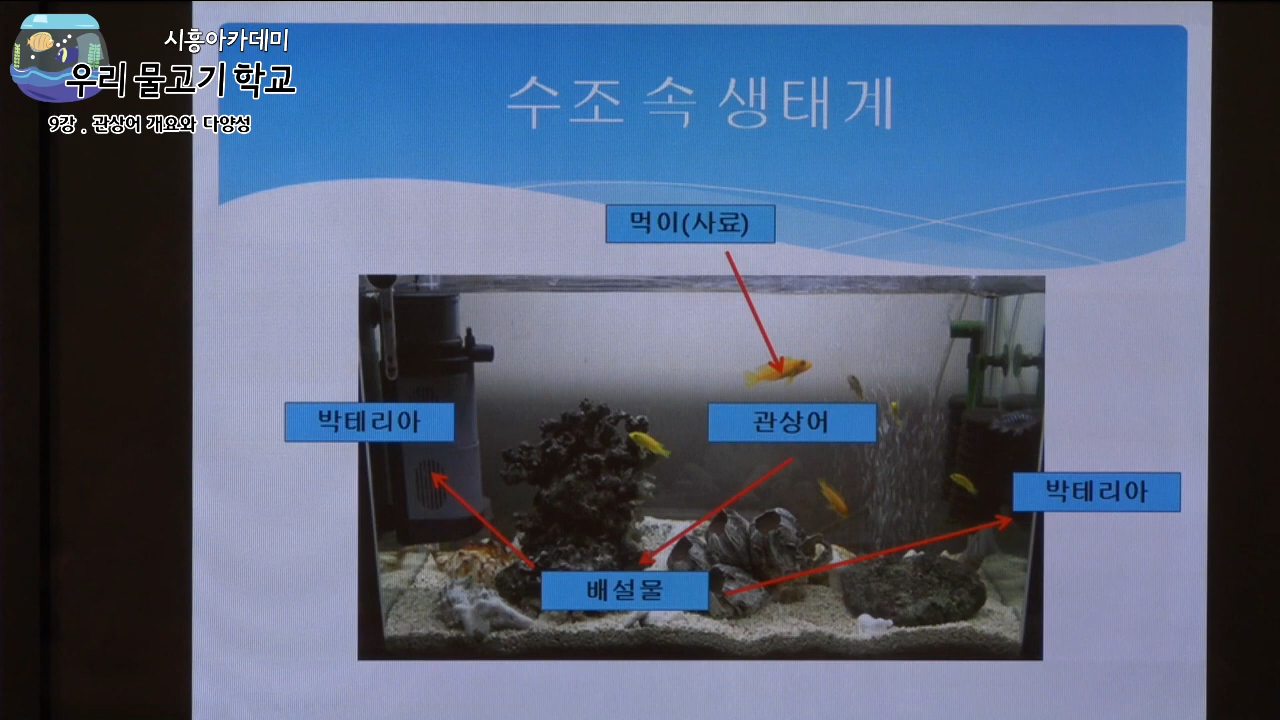 시흥아카데미
우리 물고기 학교
9강 . 관상어 개요와 다양성
수조 속 생태계
먹이(사료)
박테리아
관상어
박테리아
배설물